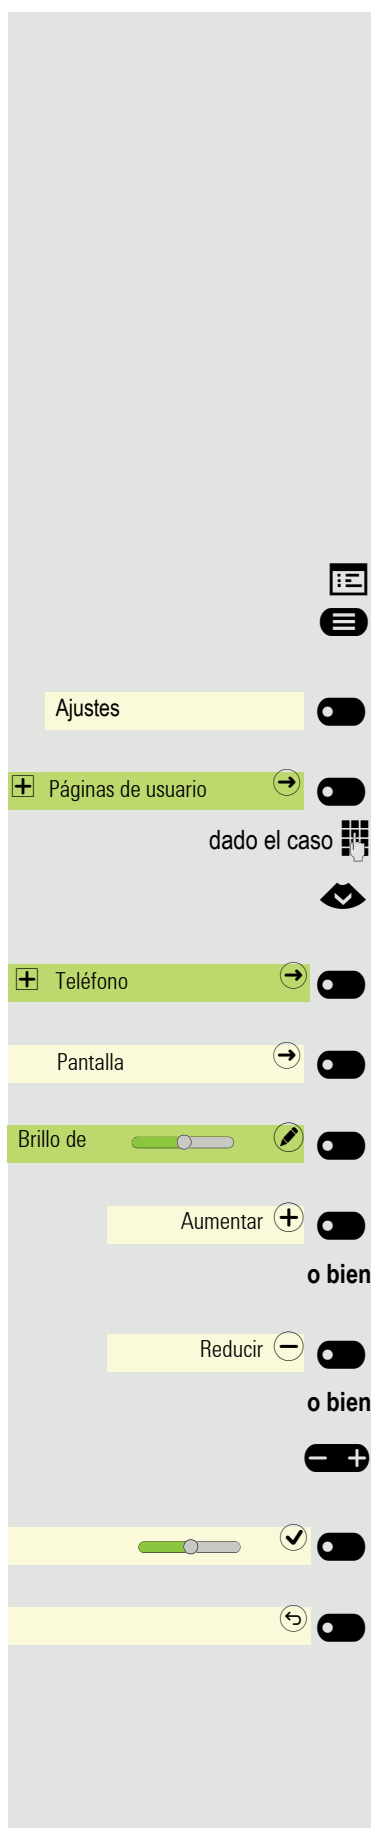 Ajustes
Páginas de usuario
dado el caso
Teléfono
Pantalla
Brillo de
Aumentar
o bien
Reducir
o bien